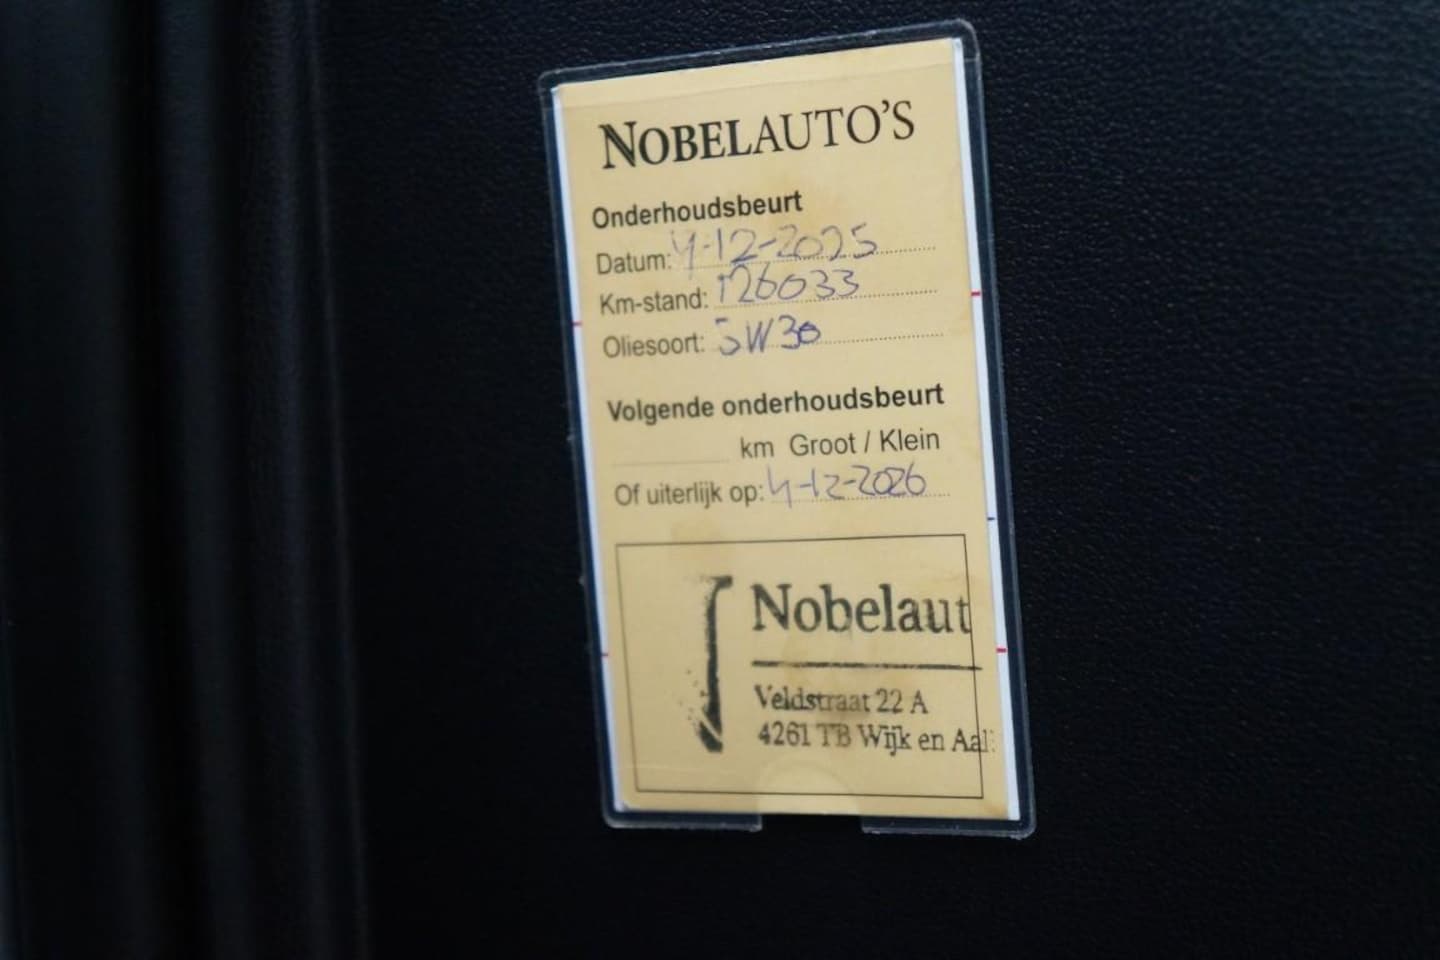 NOBELAUTO'S
Onderhoudsbeurt
Datum: 4-12-2025
Km-stand: 126033
Oliesoort: 5W30
Volgende onderhoudsbeurt
km Groot / Klein
Of uiterlijk op: 4-12-2026
Nobelaut
Veldstraat 22 A
4261 TB Wijk en Aal